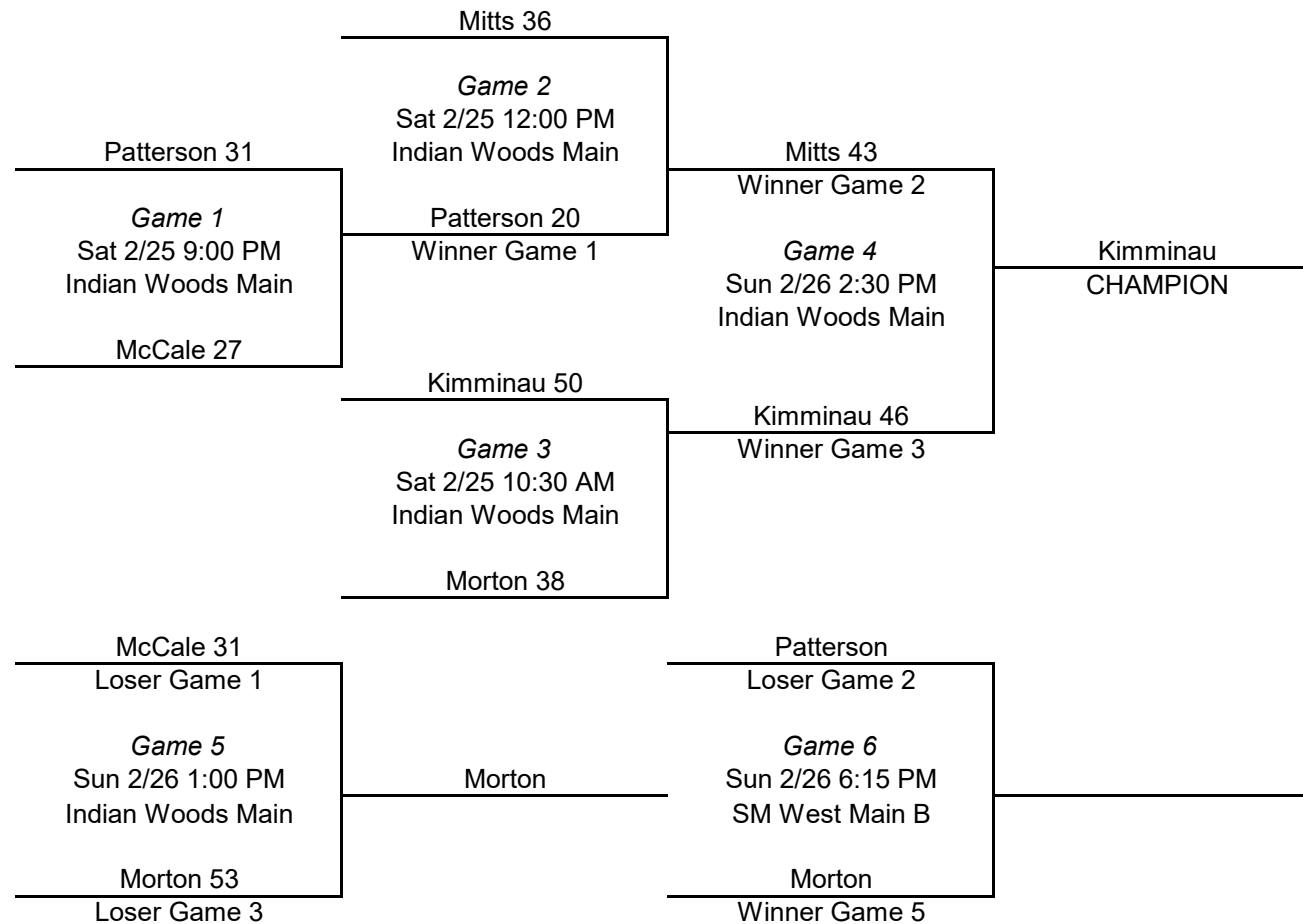 Mitts 36
Game 2
Sat 2/25 12:00 PM
Indian Woods Main
Patterson 31
Mitts 43
Winner Game 2
Game 1
Sat 2/25 9:00 PM
Indian Woods Main
Patterson 20
Winner Game 1
Game 4
Sun 2/26 2:30 PM
Indian Woods Main
Kimminau
CHAMPION
McCale 27
Kimminau 50
Kimminau 46
Winner Game 3
Game 3
Sat 2/25 10:30 AM
Indian Woods Main
Morton 38
McCale 31
Loser Game 1
Patterson
Loser Game 2
Game 5
Sun 2/26 1:00 PM
Indian Woods Main
Morton
Game 6
Sun 2/26 6:15 PM
SM West Main B
Morton 53
Loser Game 3
Morton
Winner Game 5